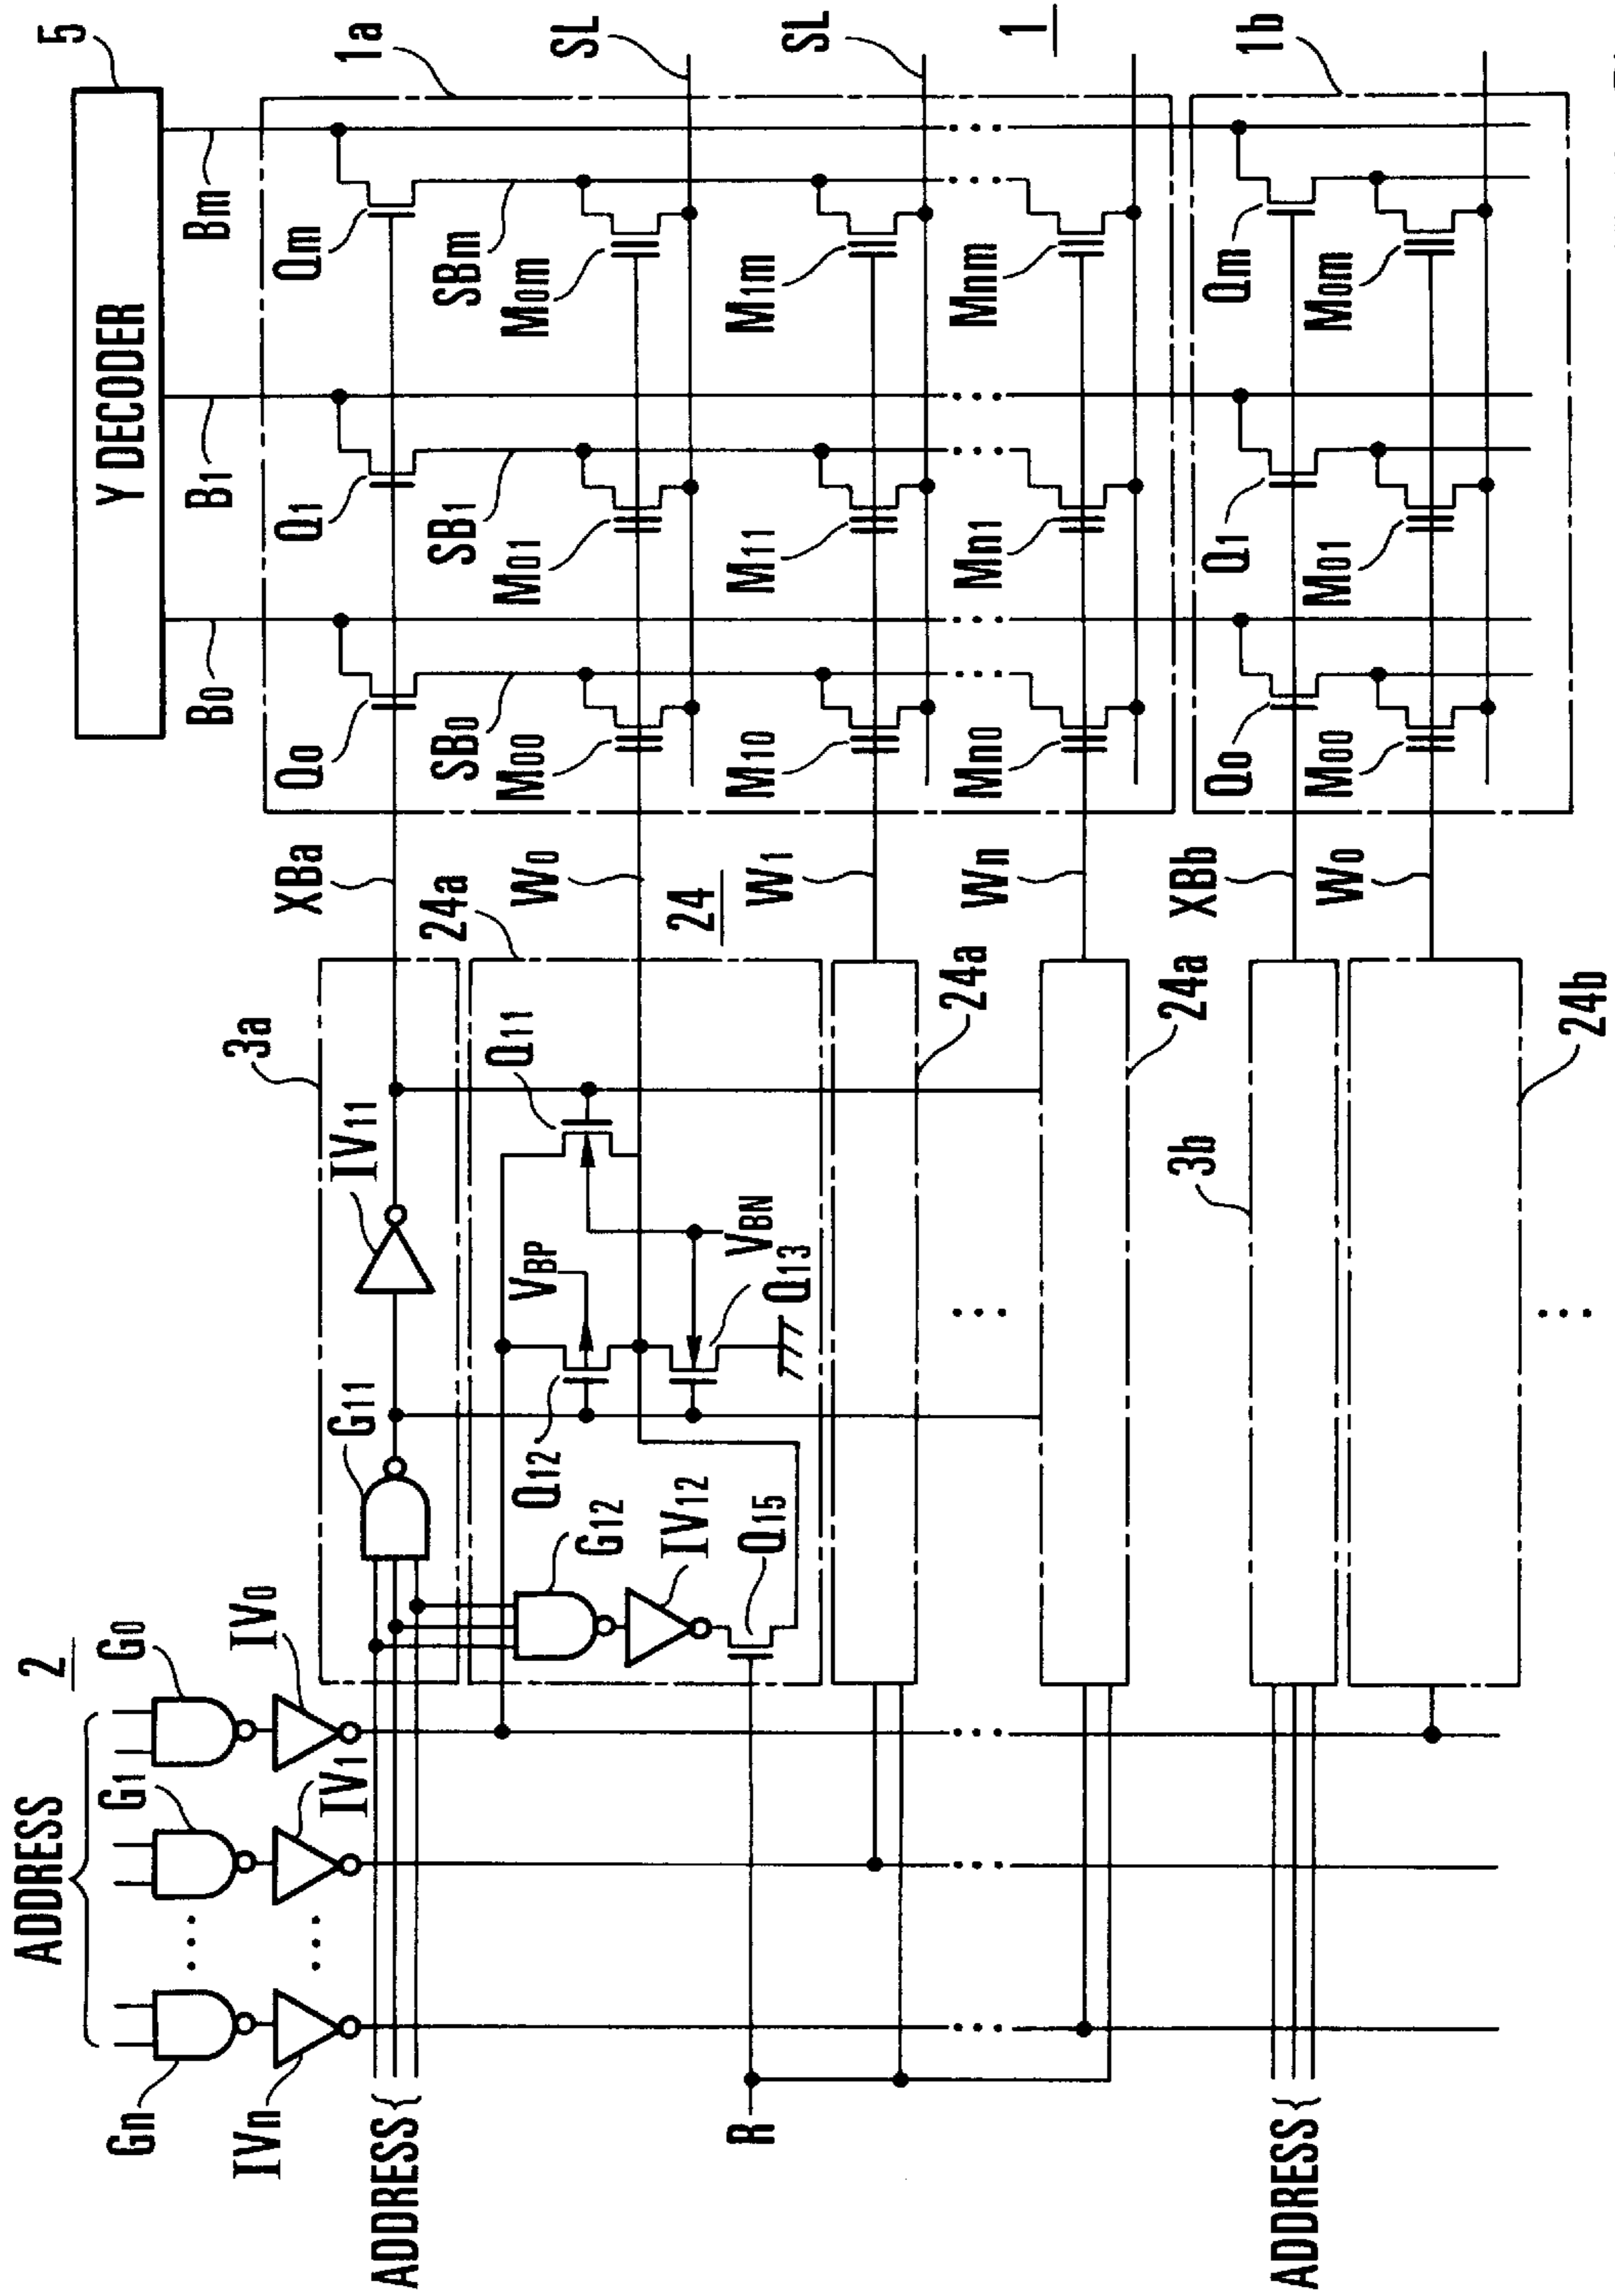 5
Y DECODER
Bm
B1
B0
1a
SL
SL
1
1b
Qm
SBm
M0m
M1m
Mnm
Qm
M0m
Q1
SB1
M01
M11
Mn1
Q1
M01
Q0
SB0
M00
M10
Mn0
Q0
M00
XBa
W0
W1
Wn
XBb
W0
24a
24
24a
24a
24b
3a
3b
Q11
IV11
VBP
VBN
Q13
G11
Q12
G12
IV12
Q15
2
G0
IV0
G1
IV1
ADDRESS
Gn
IVn
ADDRESS
R
ADDRESS